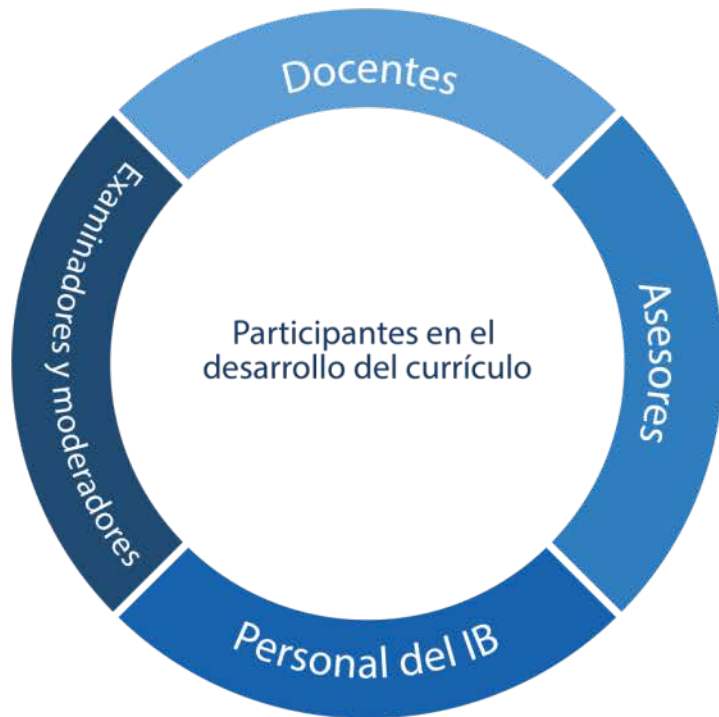 Docentes
Asesores
Personal del IB
Examinadores y moderadores
Participantes en el
desarrollo del currículo